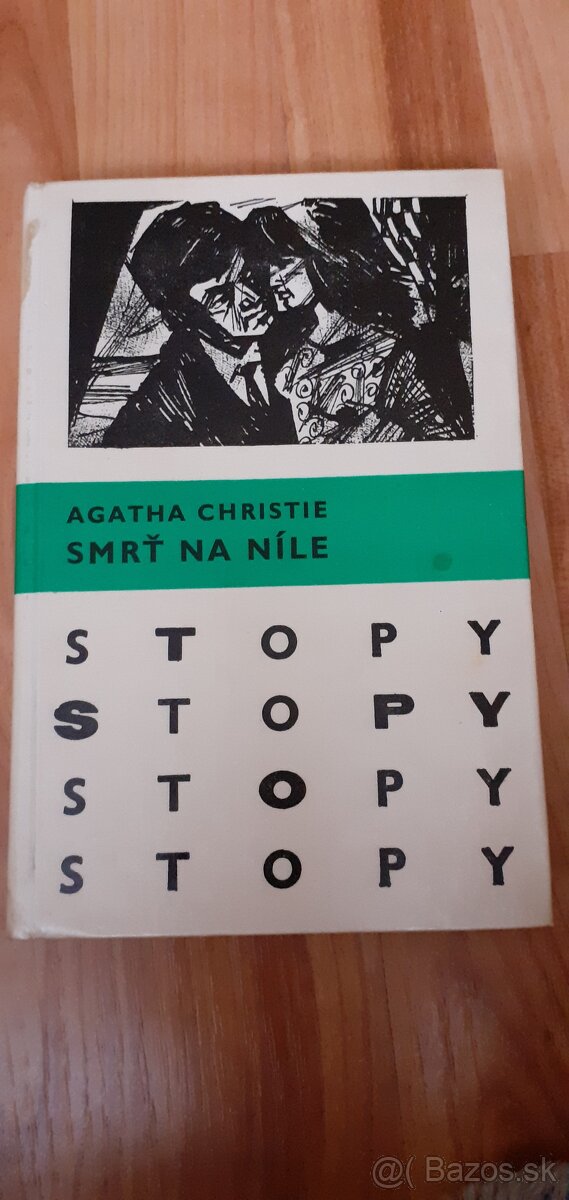 AGATHA CHRISTIE
SMRŤ NA NÍLE
S T O P Y
S T O P Y
S T O P Y
S T O P Y
@( Bazos.sk